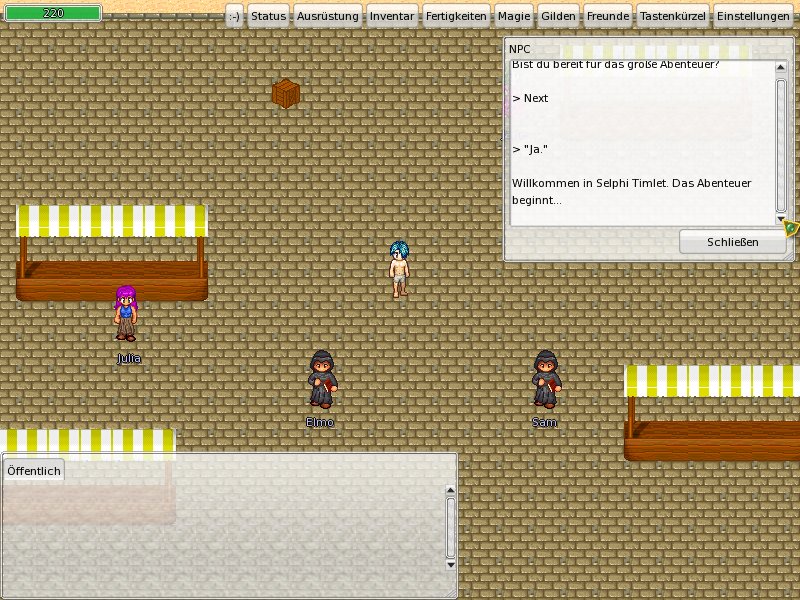 220
:-) Status Ausrüstung Inventar Fertigkeiten Magie Gilden Freunde Tastenkürzel Einstellungen
NPC
Bist du bereit für das große Abenteuer?
> Next
> "Ja."
Willkommen in Selphi Timlet. Das Abenteuer
beginnt...
Schließen
Julia
Elmo
Sam
Öffentlich